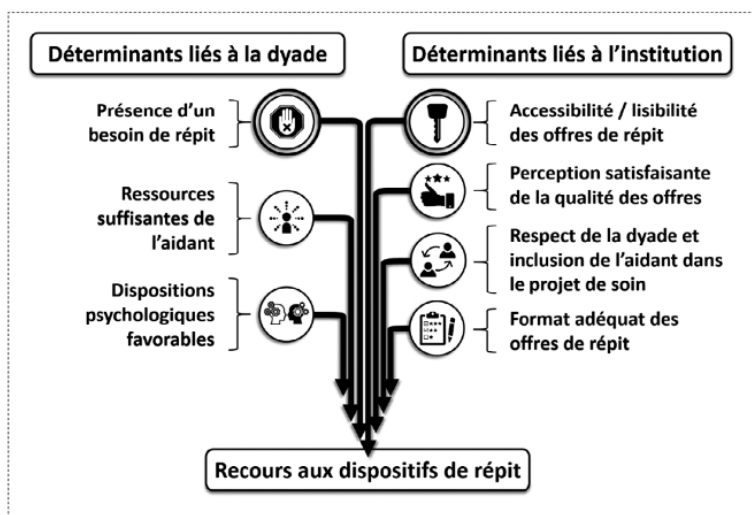 Déterminants liés à la dyade
Présence d'un
besoin de répit
Ressources
suffisantes de
l'aidant
Dispositions
psychologiques
favorables
Déterminants liés à l'institution
Accessibilité / lisibilité
des offres de répit
Perception satisfaisante
de la qualité des offres
Respect de la dyade et
inclusion de l'aidant dans
le projet de soin
Format adéquat des
offres de répit
Recours aux dispositifs de répit